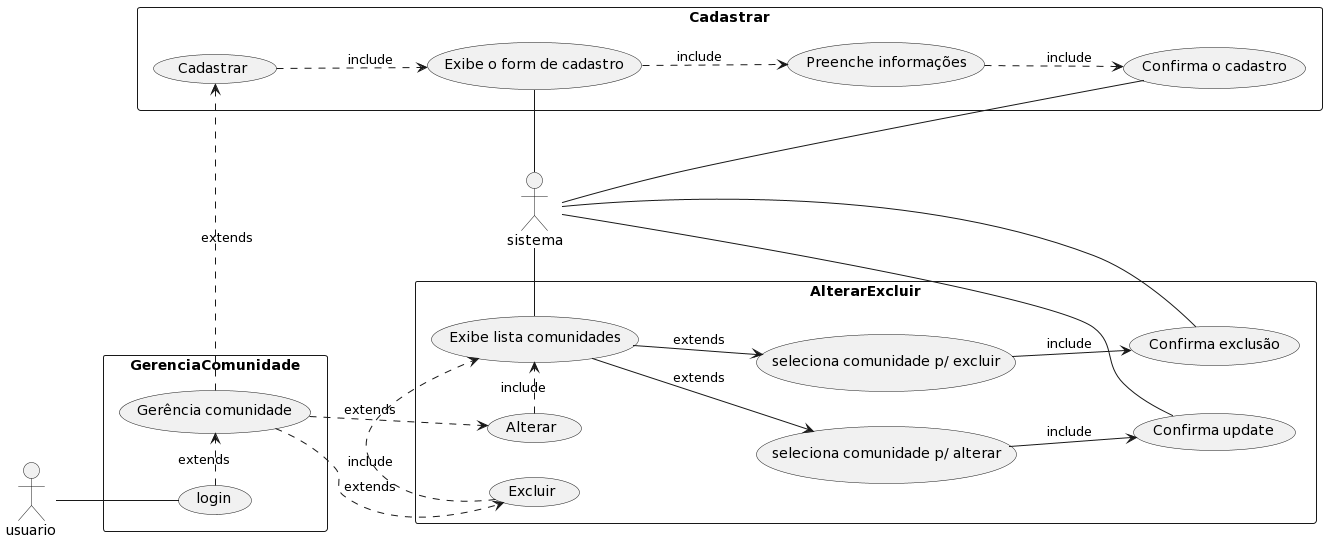 Cadastrar
Cadastrar
include
Exibe o form de cadastro
include
Preenche informações
include
Confirma o cadastro
extends
sistema
AlterarExcluir
Exibe lista comunidades
extends
seleciona comunidade p/ excluir
include
Confirma exclusão
extends
include
Alterar
seleciona comunidade p/ alterar
include
Confirma update
Excluir
GerenciaComunidade
Gerência comunidade
extends
include
extends
extends
login
usuario